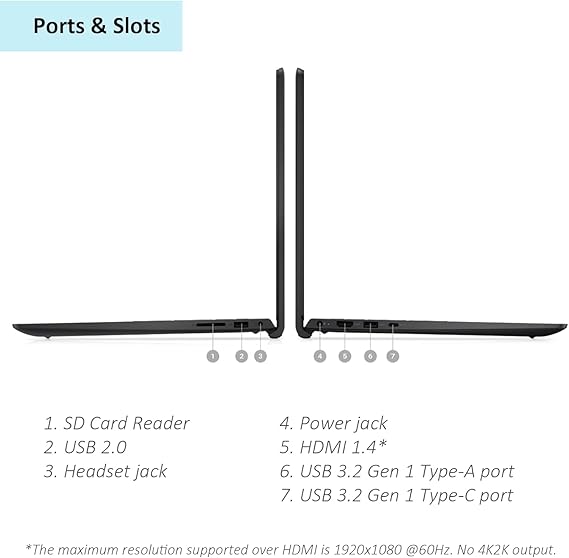 Ports & Slots
1 2 3 4 5 6 7
1. SD Card Reader
2. USB 2.0
3. Headset jack
4. Power jack
5. HDMI 1.4*
6. USB 3.2 Gen 1 Type-A port
7. USB 3.2 Gen 1 Type-C port
*The maximum resolution supported over HDMI is 1920x1080 @60Hz. No 4K2K output.